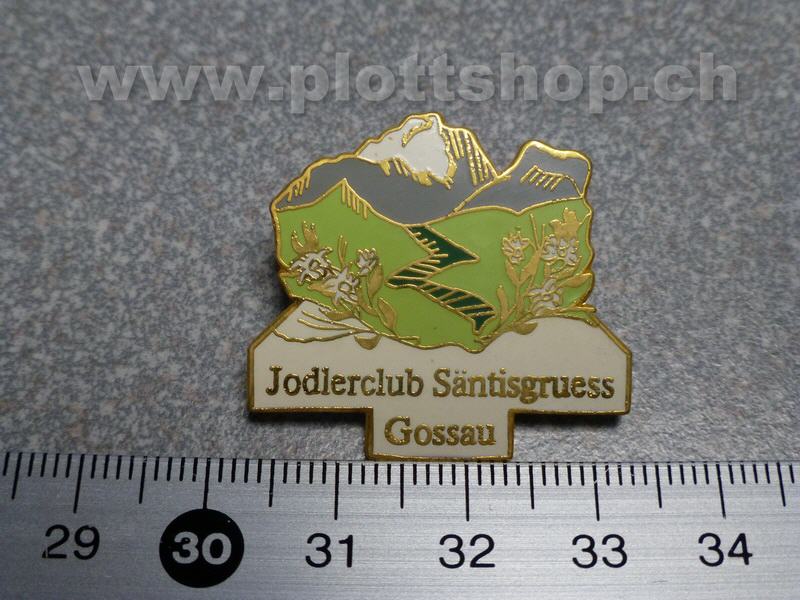 www.plottshop.ch
Jodlerclub Säntisgruess
Gossau
29 30 31 32 33 34